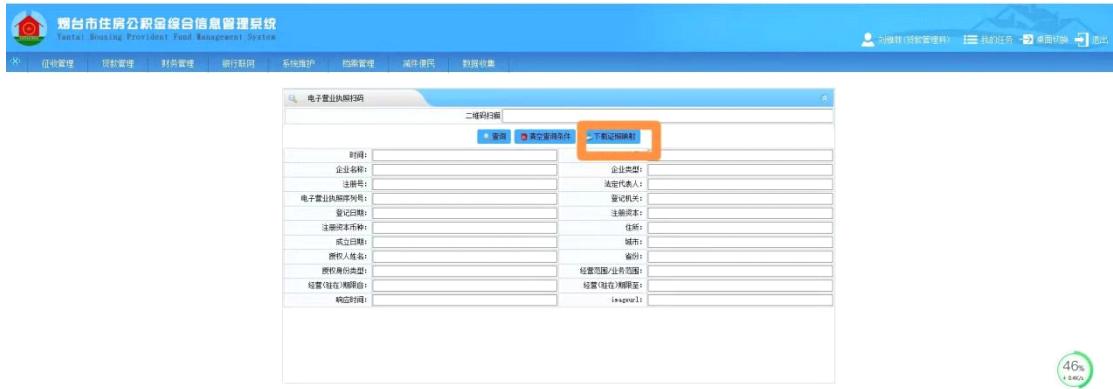 烟台市住房公积金综合信息管理系统
Yantai Housing Provident Fund Management System
(贷款管理科) 我的任务 桌面切换 退出
征收管理 贷款管理 财务管理 银行联网 系统维护 档案管理 减件便民 数据收集
电子营业执照扫码
二维码扫描
查询 清空查询条件 下载证照映射
时间:
企业名称: 企业类型:
注册号: 法定代表人:
电子营业执照序列号: 登记机关:
登记日期: 注册资本:
注册资本币种: 住所:
成立日期: 城市:
授权人姓名: 省份:
授权身份类型: 经营范围/业务范围:
经营(驻在)期限自: 经营(驻在)期限至:
响应时间: imageurl:
46%